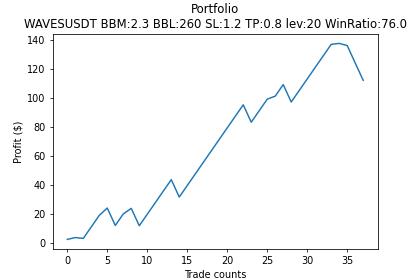 Portfolio
WAVESUSDT BBM:2.3 BBL:260 SL:1.2 TP:0.8 lev:20 WinRatio:76.0
140
120
100
80
60
40
20
0
Profit ($)
0 5 10 15 20 25 30 35
Trade counts